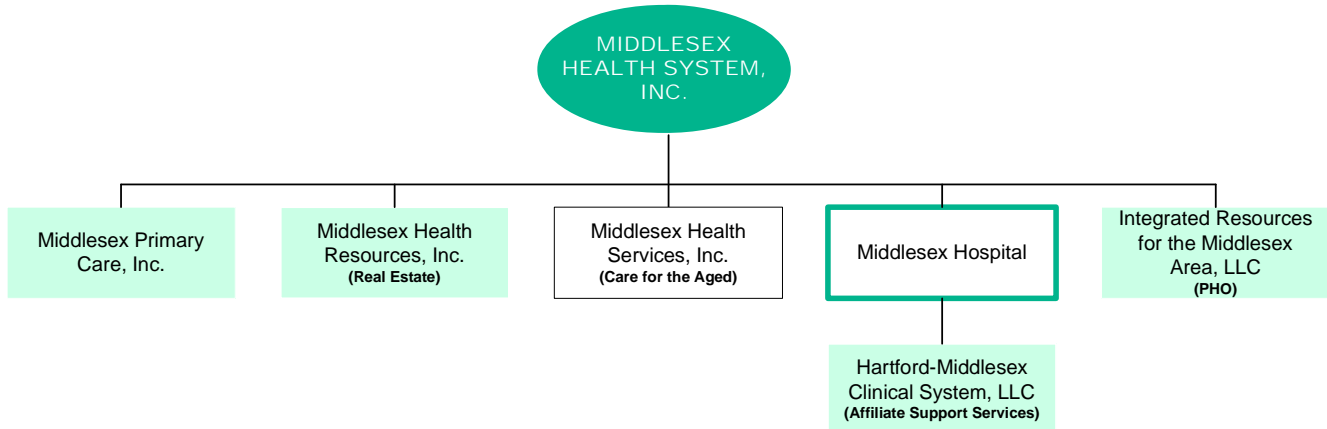 MIDDLESEX
HEALTH SYSTEM,
INC.
Middlesex Primary
Care, Inc.
Middlesex Health
Resources, Inc.
(Real Estate)
Middlesex Health
Services, Inc.
(Care for the Aged)
Middlesex Hospital
Integrated Resources
for the Middlesex
Area, LLC
(PHO)
Hartford-Middlesex
Clinical System, LLC
(Affiliate Support Services)